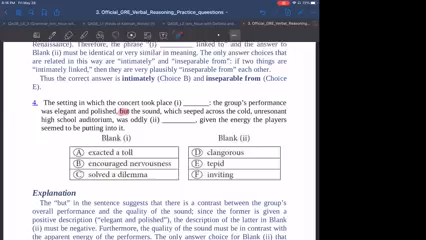 Renaissance). Therefore, the phrase "(i) ________ linked to" and the answer to
Blank (ii) must be identical or very similar in meaning. The only answer choices
that are related in this way are "intimately" and "inseparable from": if two things
are "intimately linked," then they are very plausibly "inseparable from" each other.
Thus the correct answer is intimately (Choice B) and inseparable from (Choice
E).
4. The setting in which the concert took place (i) ________: the group's performance
was elegant and polished, but the sound, which seeped across the cold, unresonant
high school auditorium, was oddly (ii) ________, given the energy the players
seemed to be putting into it.
Blank (i) Blank (ii)
A exacted a toll D clangorous
B encouraged nervousness E tepid
C solved a dilemma F inviting
Explanation
The "but" in the sentence suggests that there is a contrast between the group's
overall performance and the quality of the sound; since the former is given a
positive description ("elegant and polished"), the description of the latter in Blank
(ii) must be negative. Furthermore, the quality of the sound must be in contrast with
the apparent energy of the performers. The only answer choice for Blank (ii) that